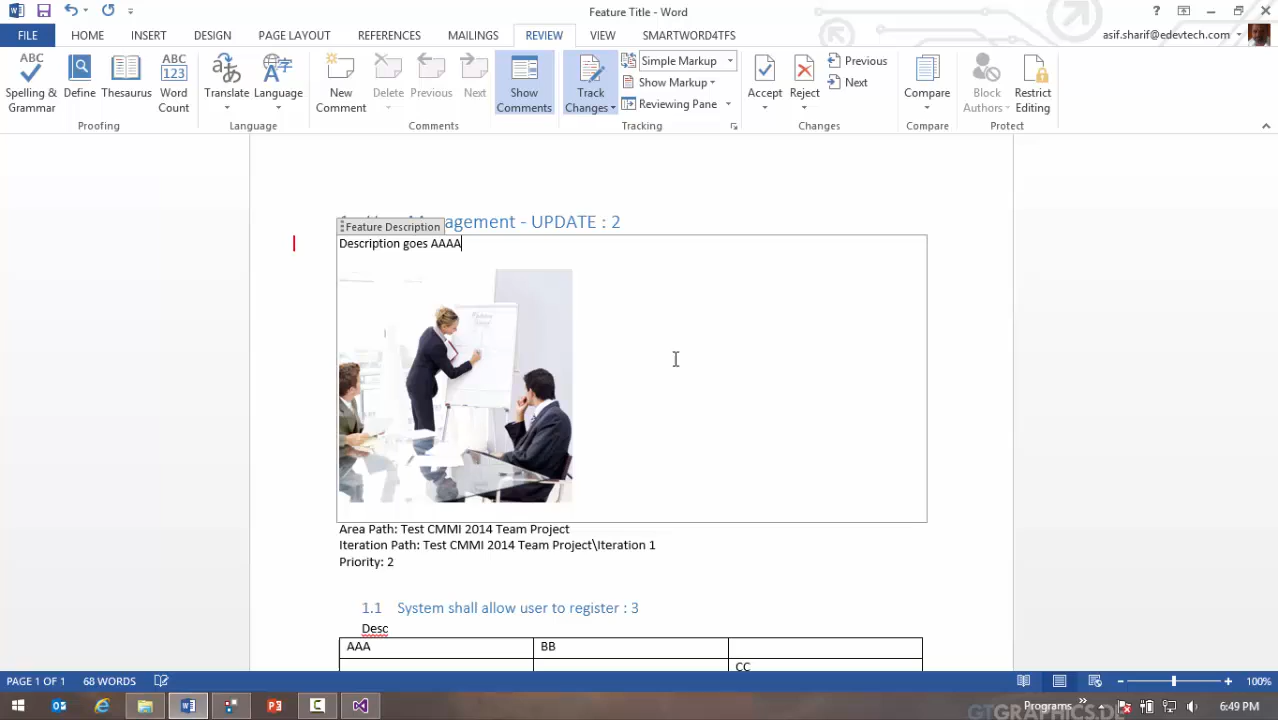 Feature Title - Word
FILE HOME INSERT DESIGN PAGE LAYOUT REFERENCES MAILINGS REVIEW VIEW SMARTWORD4TFS
asif.sharif@edevtech.com
ABC
Spelling & Grammar
Define
Thesaurus
ABC
123
Word Count
Translate
Language
New Comment
Delete
Previous
Next
Show Comments
Track Changes
Simple Markup
Show Markup
Reviewing Pane
Accept
Reject
Previous
Next
Compare
Block Authors
Restrict Editing
Proofing Language Comments Tracking Changes Compare Protect
agement - UPDATE : 2
Feature Description
Description goes AAAA
Area Path: Test CMMI 2014 Team Project
Iteration Path: Test CMMI 2014 Team Project\Iteration 1
Priority: 2
1.1 System shall allow user to register : 3
Desc
AAA BB
CC
PAGE 1 OF 1 68 WORDS
100%
Programs
6:49 PM
GTGRAPHICS.DE